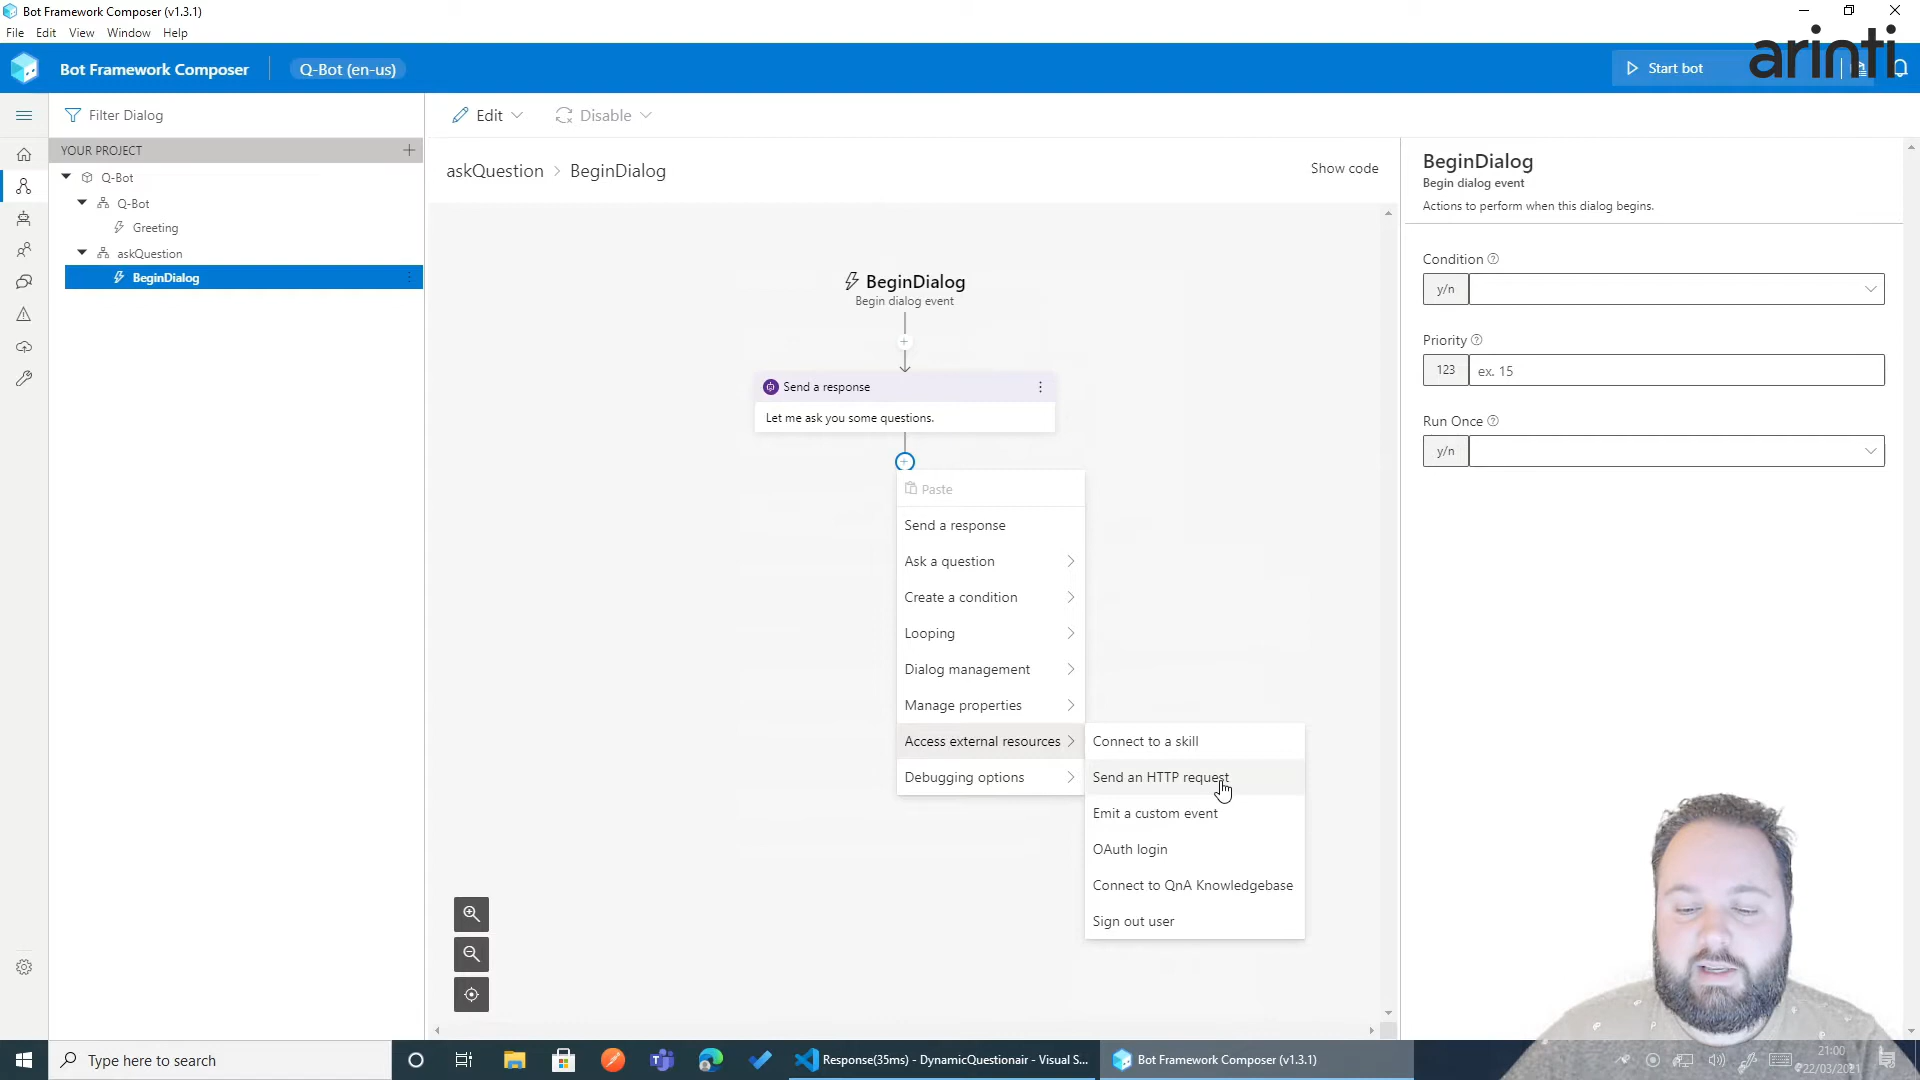 Bot Framework Composer (v1.3.1)
File Edit View Window Help
Bot Framework Composer
Q-Bot (en-us)
Start bot
arinti
Filter Dialog
Edit
Disable
YOUR PROJECT
Q-Bot
Q-Bot
Greeting
askQuestion
BeginDialog
askQuestion > BeginDialog
Show code
BeginDialog
Begin dialog event
Send a response
Let me ask you some questions.
Paste
Send a response
Ask a question
Create a condition
Looping
Dialog management
Manage properties
Access external resources
Debugging options
Connect to a skill
Send an HTTP request
Emit a custom event
OAuth login
Connect to QnA Knowledgebase
Sign out user
BeginDialog
Begin dialog event
Actions to perform when this dialog begins.
Condition
y/n
Priority
123 ex. 15
Run Once
y/n
Type here to search
Response(35ms) - DynamicQuestionair - Visual S...
Bot Framework Composer (v1.3.1)
21:00
22/03/2021